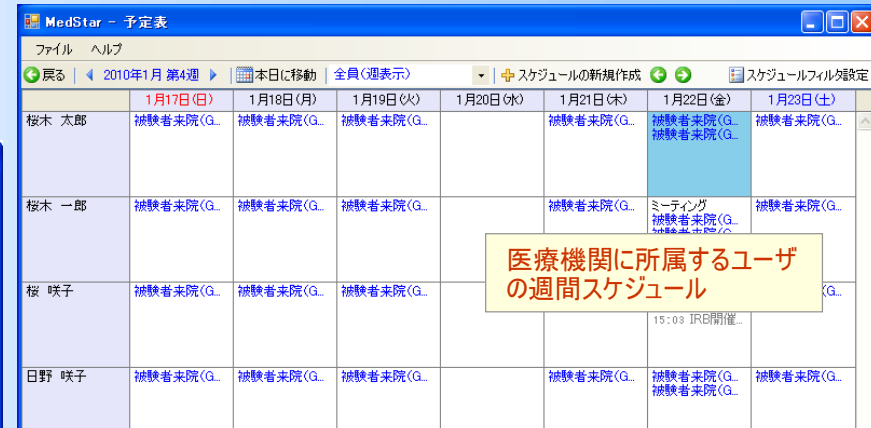 MedStar - 予定表
ファイル ヘルプ
戻る 2010年1月 第4週 本日に移動 全員(週表示) スケジュールの新規作成 スケジュールフィルタ設定
1月17日(日) 1月18日(月) 1月19日(火) 1月20日(水) 1月21日(木) 1月22日(金) 1月23日(土)
桜木 太郎 被験者来院(G... 被験者来院(G... 被験者来院(G... 被験者来院(G... 被験者来院(G... 被験者来院(G...
被験者来院(G...
桜木 一郎 被験者来院(G... 被験者来院(G... 被験者来院(G... 被験者来院(G... ミーティング 被験者来院(G...
被験者来院(G...
医療機関に所属するユーザ
の週間スケジュール
桜 咲子 被験者来院(G... 被験者来院(G... 被験者来院(G...
15:03 IRB開催...
日野 咲子 被験者来院(G... 被験者来院(G... 被験者来院(G... 被験者来院(G... 被験者来院(G... 被験者来院(G...
被験者来院(G...